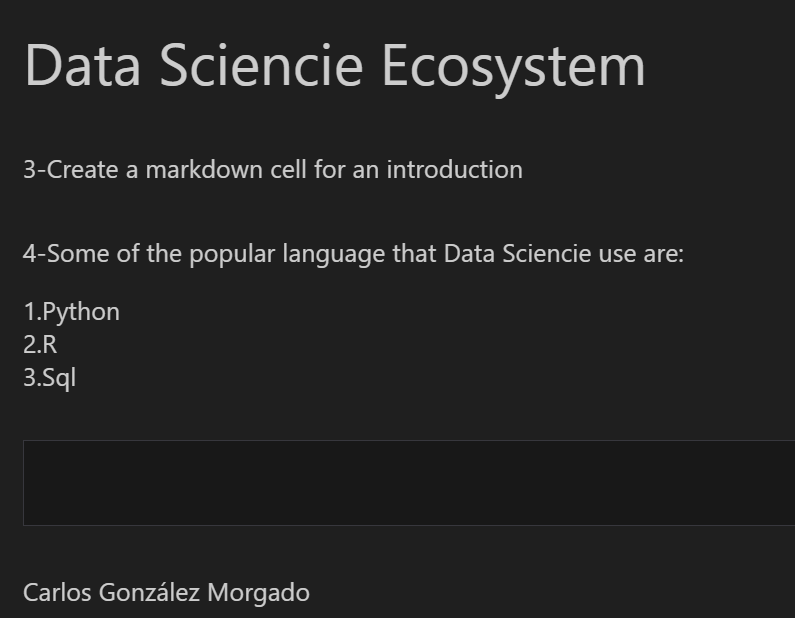 Data Sciencie Ecosystem
3-Create a markdown cell for an introduction
4-Some of the popular language that Data Sciencie use are:
1.Python
2.R
3.Sql
Carlos González Morgado